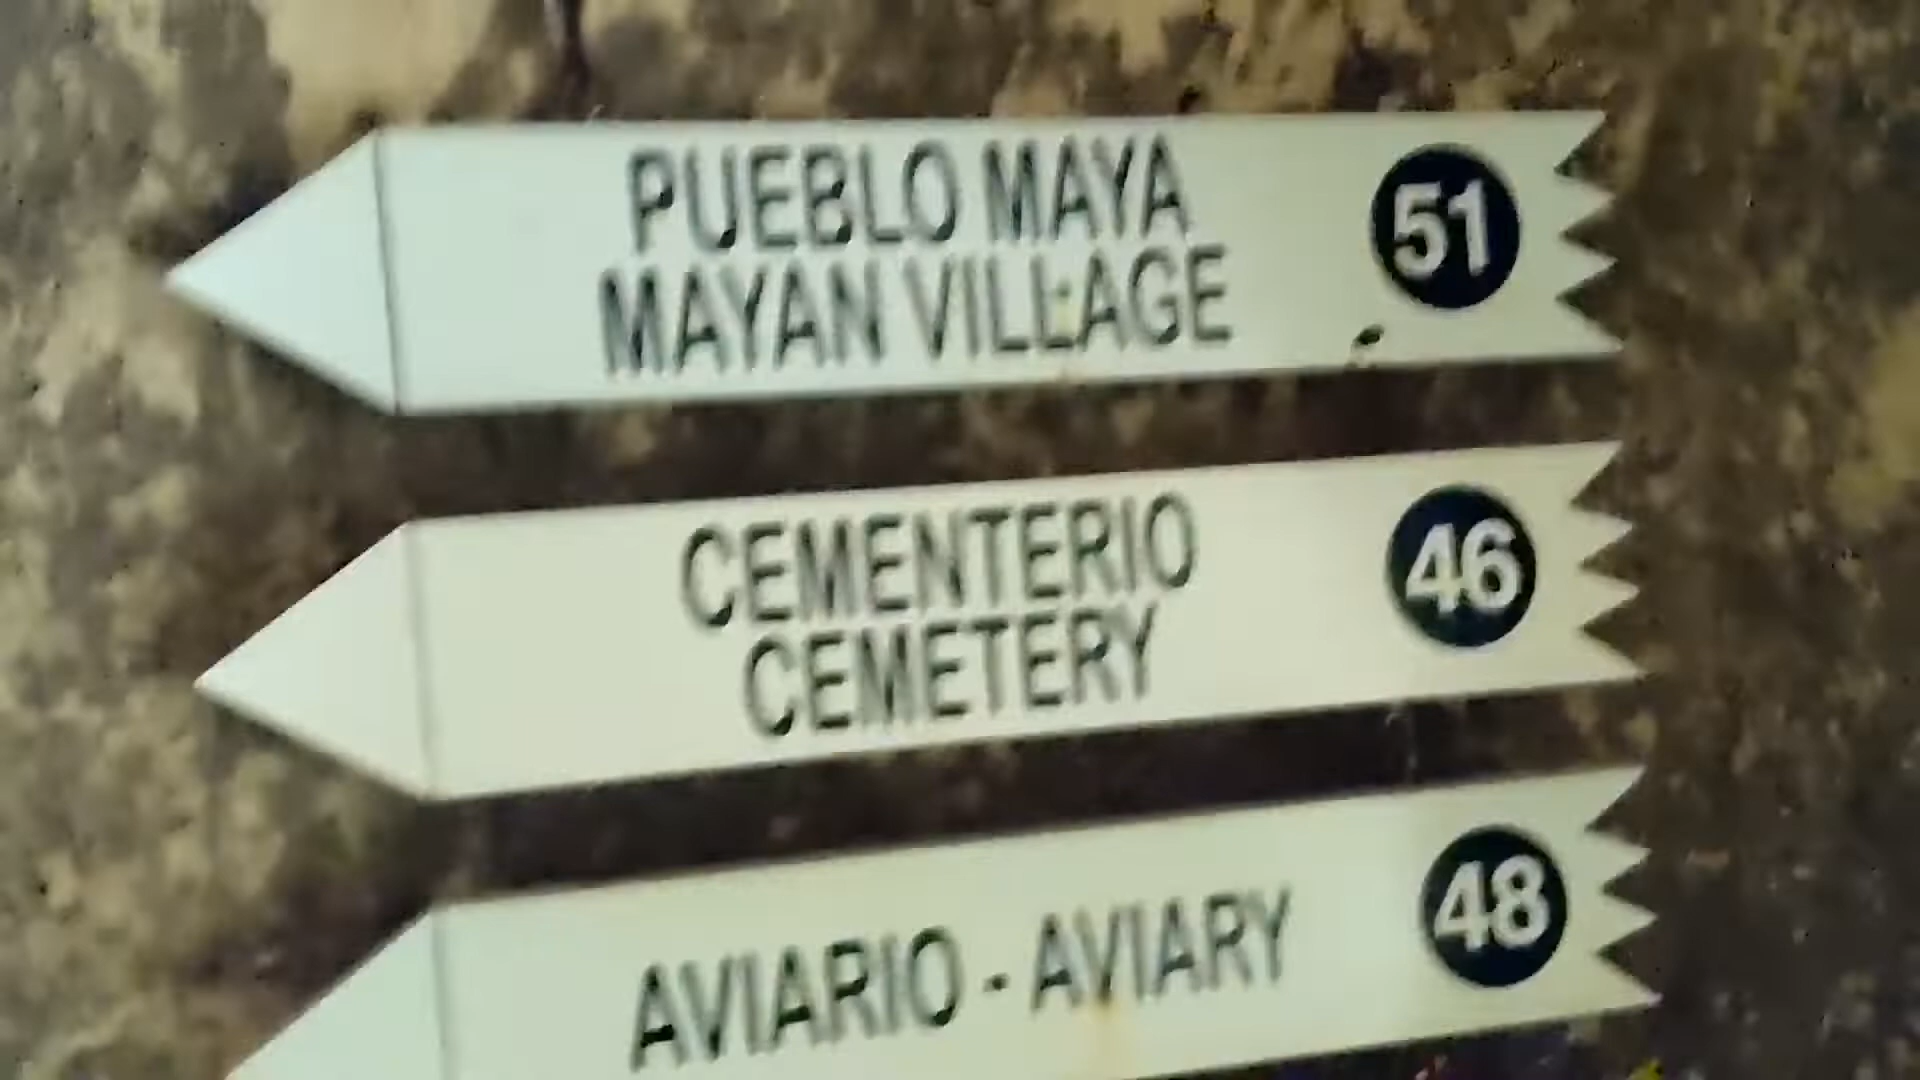 PUEBLO MAYA
MAYAN VILLAGE
51
CEMENTERIO
CEMETERY
46
AVIARIO - AVIARY
48